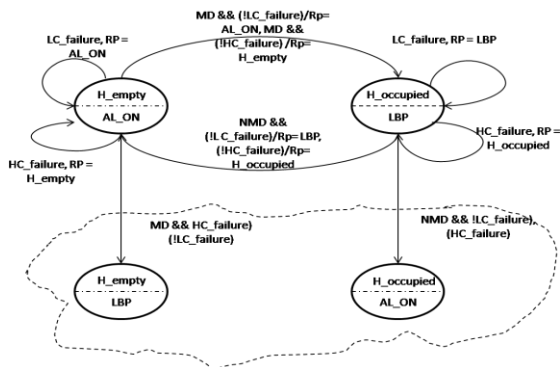 MD && (!LC_failure)/Rp=
AL_ON, MD &&
(!HC_failure) /Rp=
H_empty
LC_failure, RP =
AL_ON
LC_failure, RP = LBP
H_empty
AL_ON
H_occupied
LBP
NMD &&
(!LC_failure)/Rp=LBP,
(!HC_failure)/Rp=
H_occupied
HC_failure, RP =
H_empty
HC_failure, RP =
H_occupied
MD && HC_failure)
(!LC_failure)
NMD && !LC_failure),
(HC_failure)
H_empty
LBP
H_occupied
AL_ON